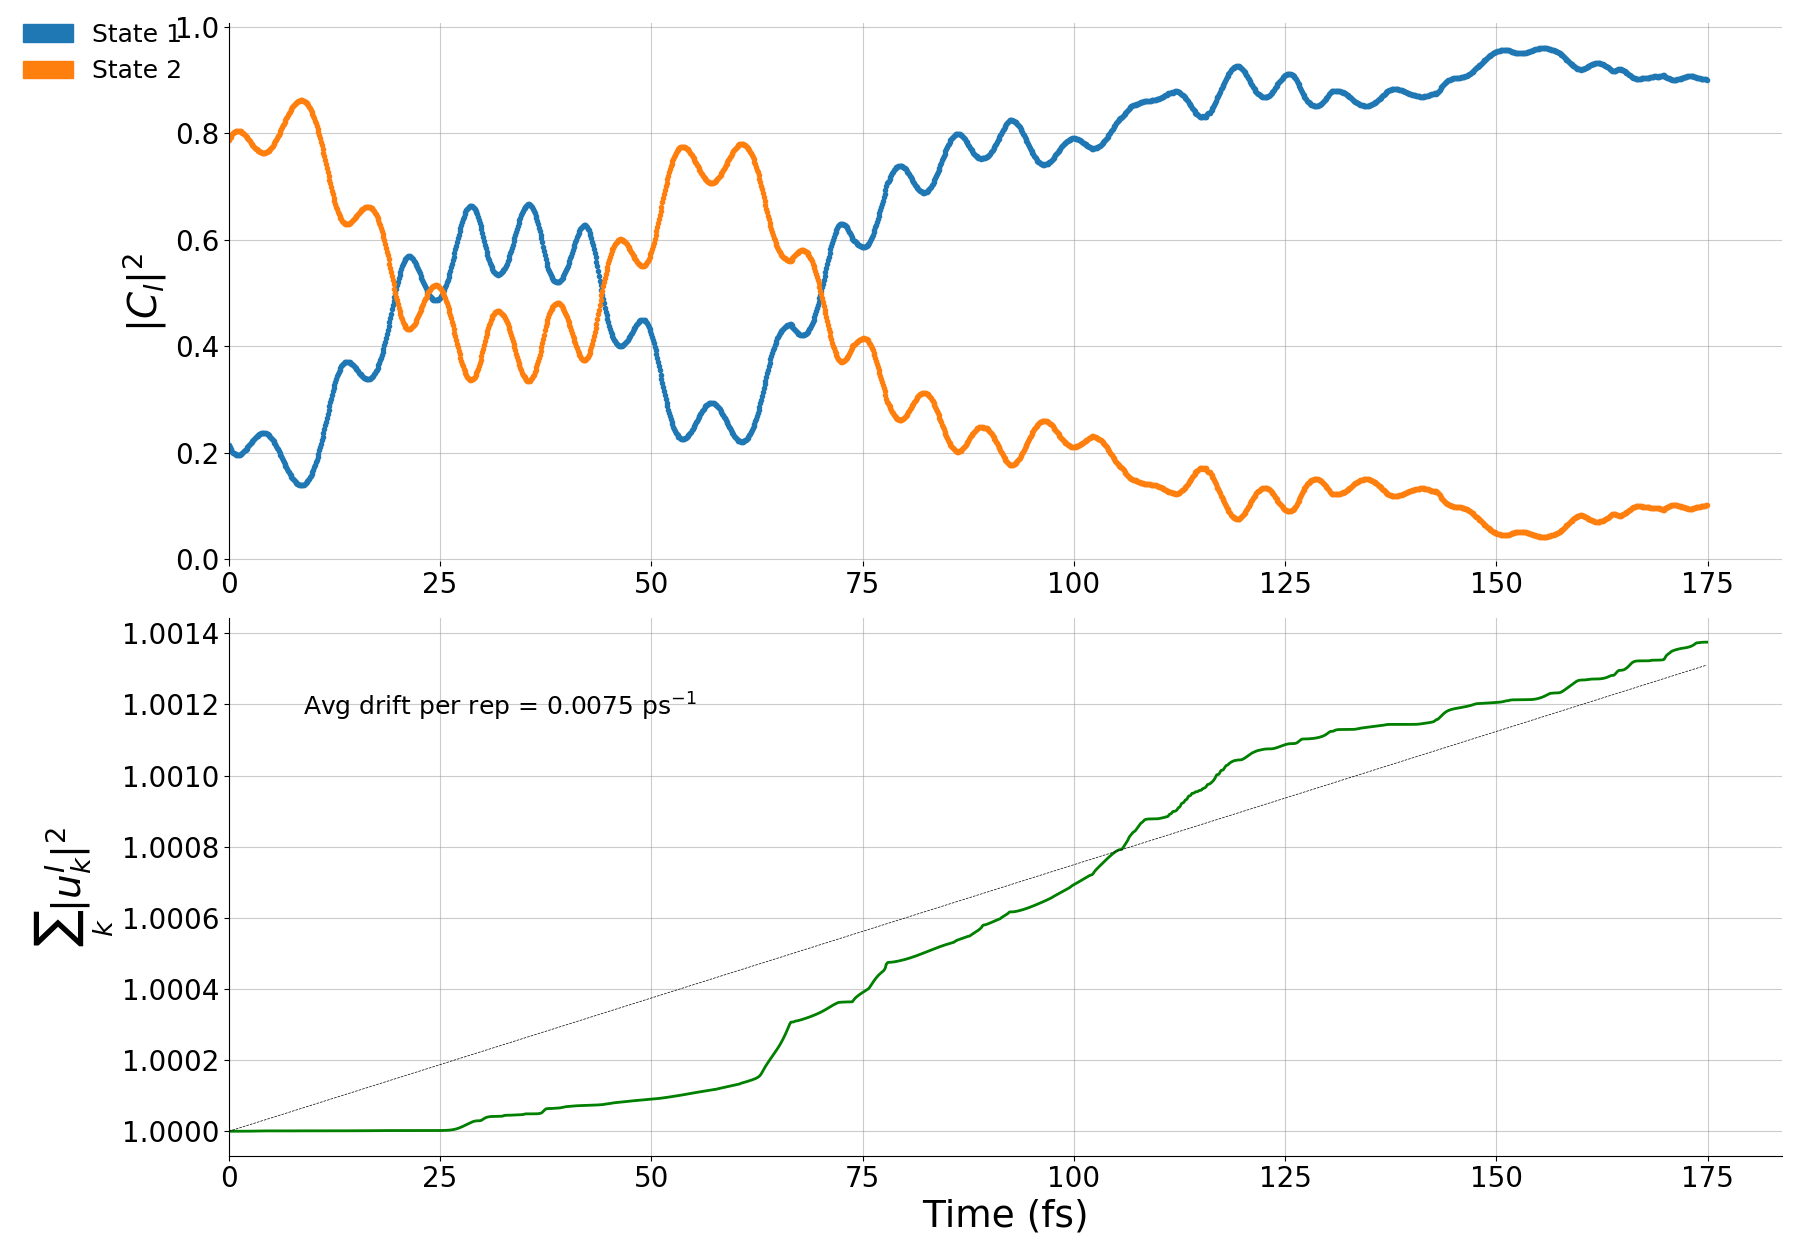 State 1
State 2
1.0
0.8
0.6
0.4
0.2
0.0
|C_l|^2
0 25 50 75 100 125 150 175
1.0014
1.0012
1.0010
1.0008
1.0006
1.0004
1.0002
1.0000
Avg drift per rep = 0.0075 ps⁻¹
∑_k |u_k^l|^2
0 25 50 75 100 125 150 175
Time (fs)